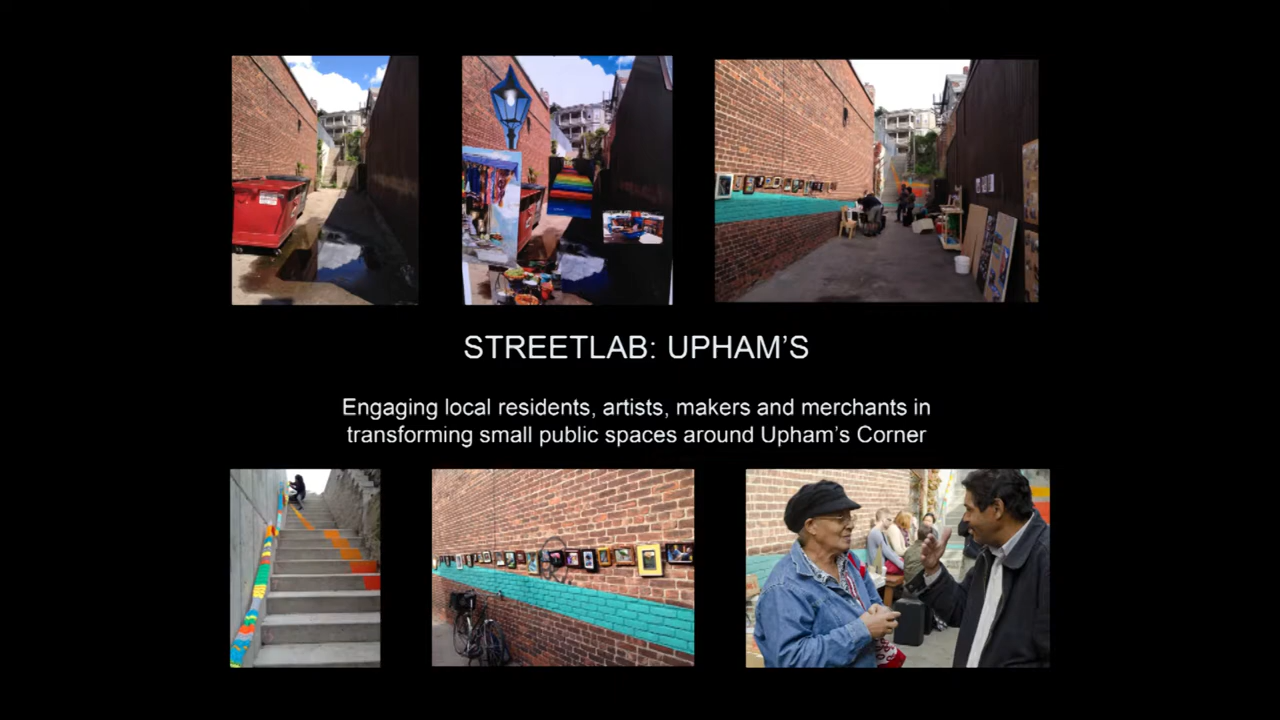 STREETLAB: UPHAM'S
Engaging local residents, artists, makers and merchants in
transforming small public spaces around Upham's Corner